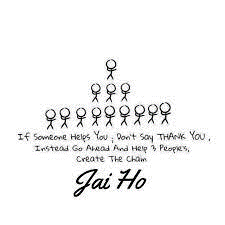 If Someone Helps You , Don't Say THANK YOU ,
Instead Go Ahead And Help 3 People's,
Create The Chain
Jai Ho